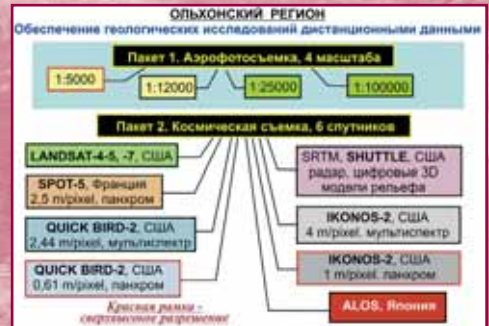 ОЛЬХОНСКИЙ РЕГИОН
Обеспечение геологических исследований дистанционными данными
Пакет 1. Аэрофотосъемка, 4 масштаба
1:5000
1:12000
1:25000
1:100000
Пакет 2. Космическая съемка, 6 спутников
LANDSAT-4-5, -7, США
SPOT-5, Франция
2,5 m/pixel, панхром
QUICK BIRD-2, США
2,44 m/pixel, мультиспектр
QUICK BIRD-2, США
0,61 m/pixel, панхром
Красная рамка -
сверхвысокое разрешение
SRTM, SHUTTLE, США
радар, цифровые 3D
модели рельефа
IKONOS-2, США
4 m/pixel. мультиспектр
IKONOS-2, США
1 m/pixel. панхром
ALOS, Япония